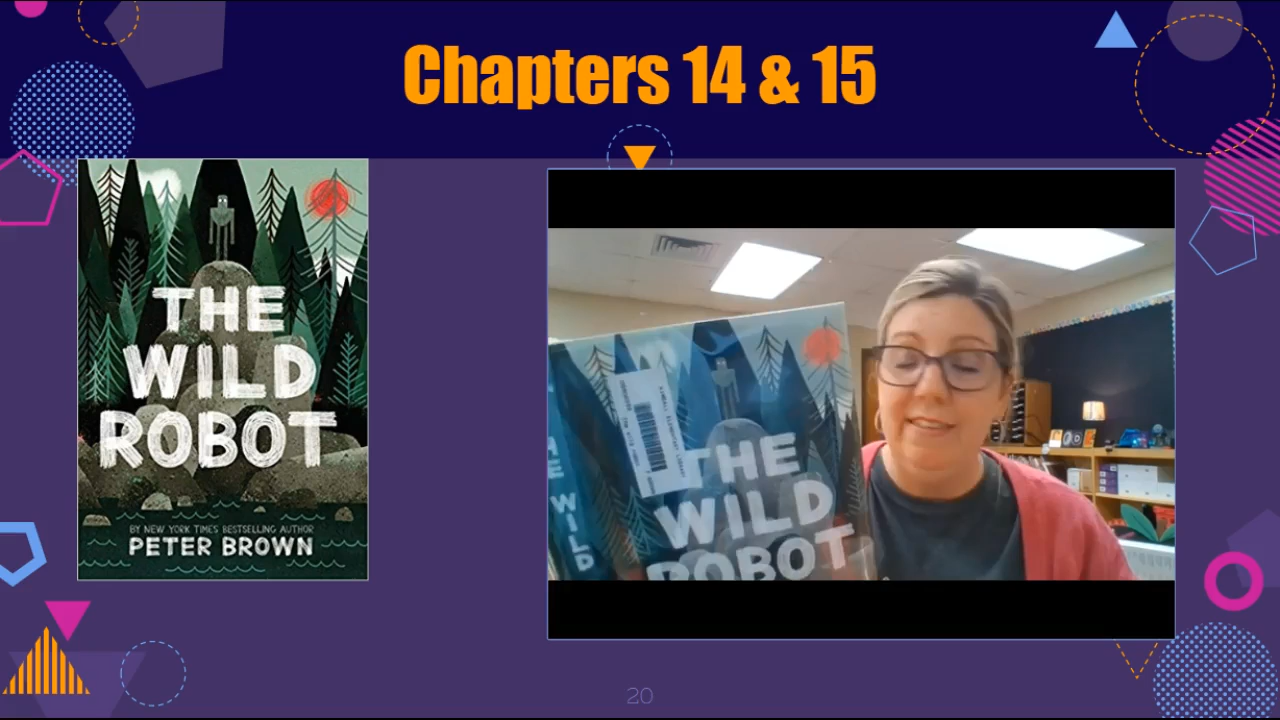 Chapters 14 & 15
THE
WILD
ROBOT
BY NEW YORK TIMES BESTSELLING AUTHOR
PETER BROWN
THE
WILD
ROBOT
HE
WILD
20